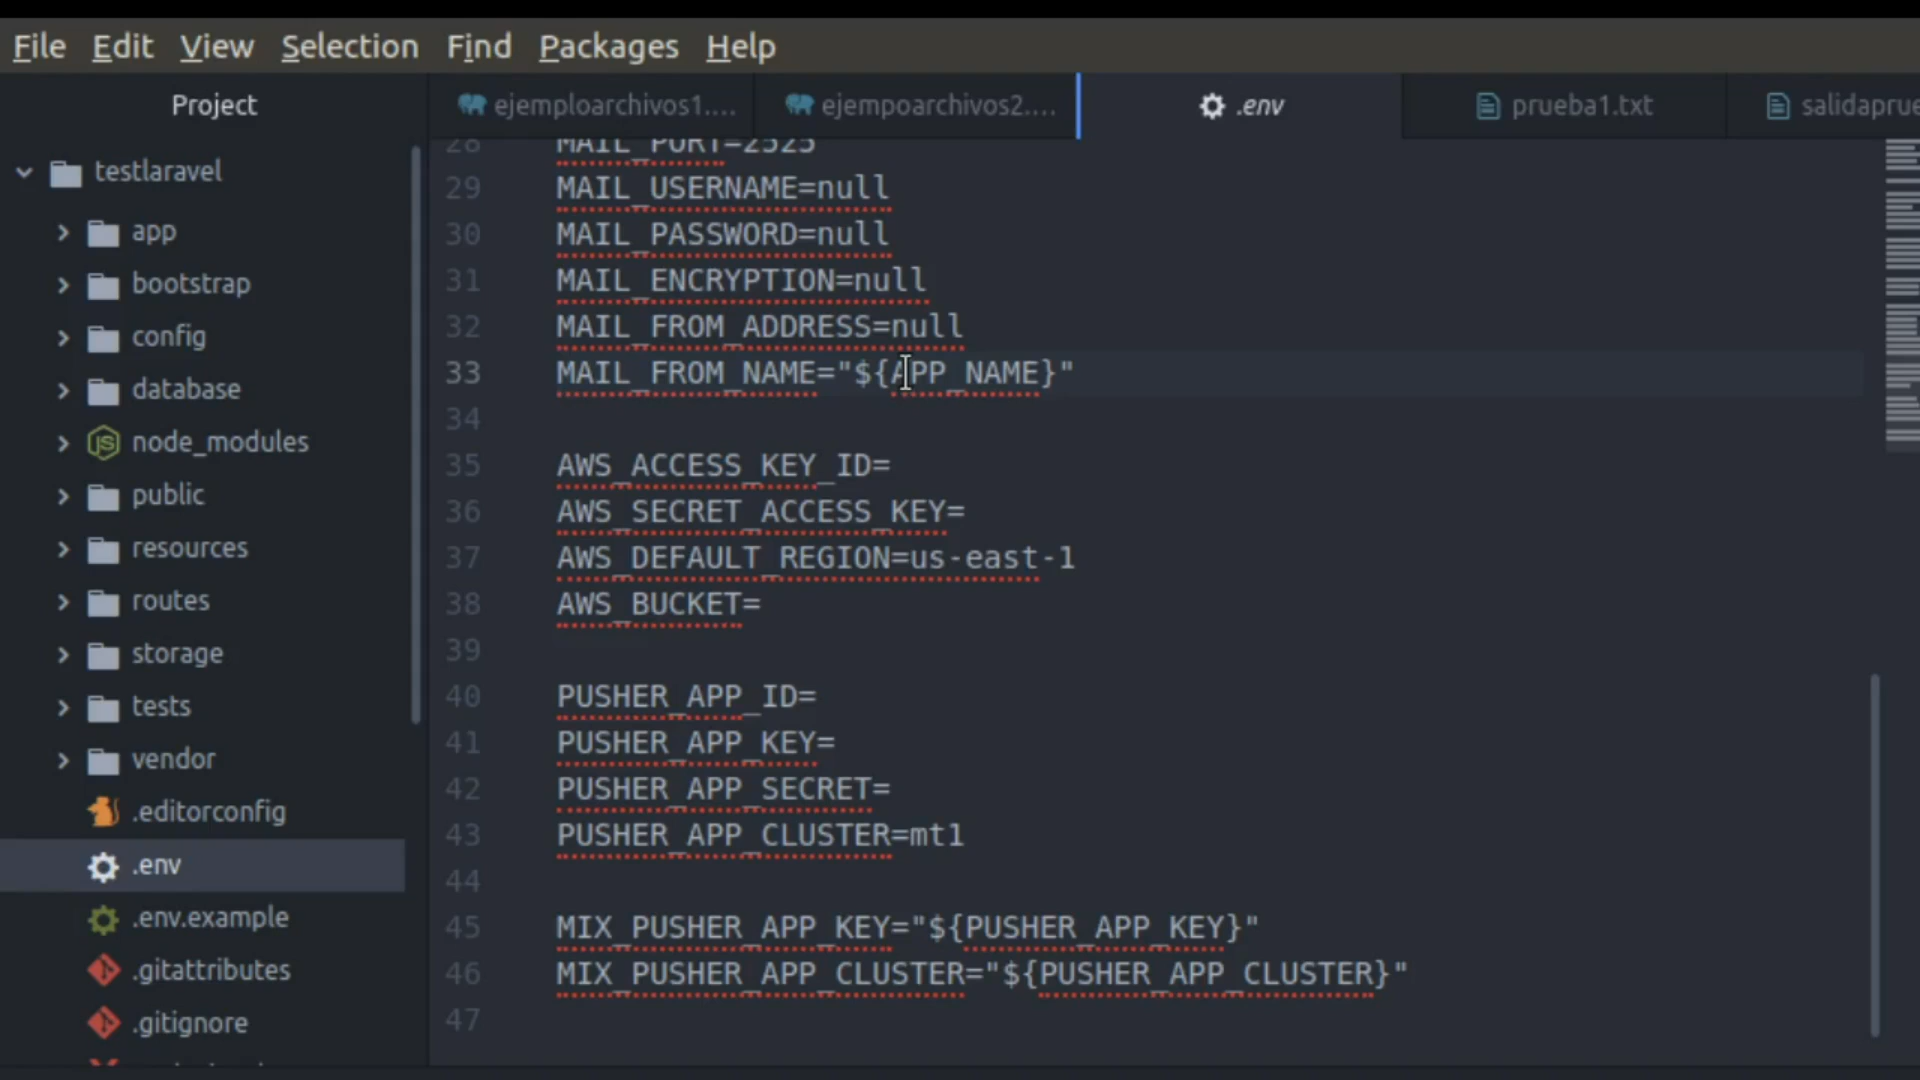 File Edit View Selection Find Packages Help
Project
ejemploarchivos1....
ejempoarchivos2....
.env
prueba1.txt
salidaprue
testlaravel
app
bootstrap
config
database
node_modules
public
resources
routes
storage
tests
vendor
.editorconfig
.env
.env.example
.gitattributes
.gitignore
28 MAIL_PORT=2525
29 MAIL_USERNAME=null
30 MAIL_PASSWORD=null
31 MAIL_ENCRYPTION=null
32 MAIL_FROM_ADDRESS=null
33 MAIL_FROM_NAME="${APP_NAME}"
34
35 AWS_ACCESS_KEY_ID=
36 AWS_SECRET_ACCESS_KEY=
37 AWS_DEFAULT_REGION=us-east-1
38 AWS_BUCKET=
39
40 PUSHER_APP_ID=
41 PUSHER_APP_KEY=
42 PUSHER_APP_SECRET=
43 PUSHER_APP_CLUSTER=mt1
44
45 MIX_PUSHER_APP_KEY="${PUSHER_APP_KEY}"
46 MIX_PUSHER_APP_CLUSTER="${PUSHER_APP_CLUSTER}"
47